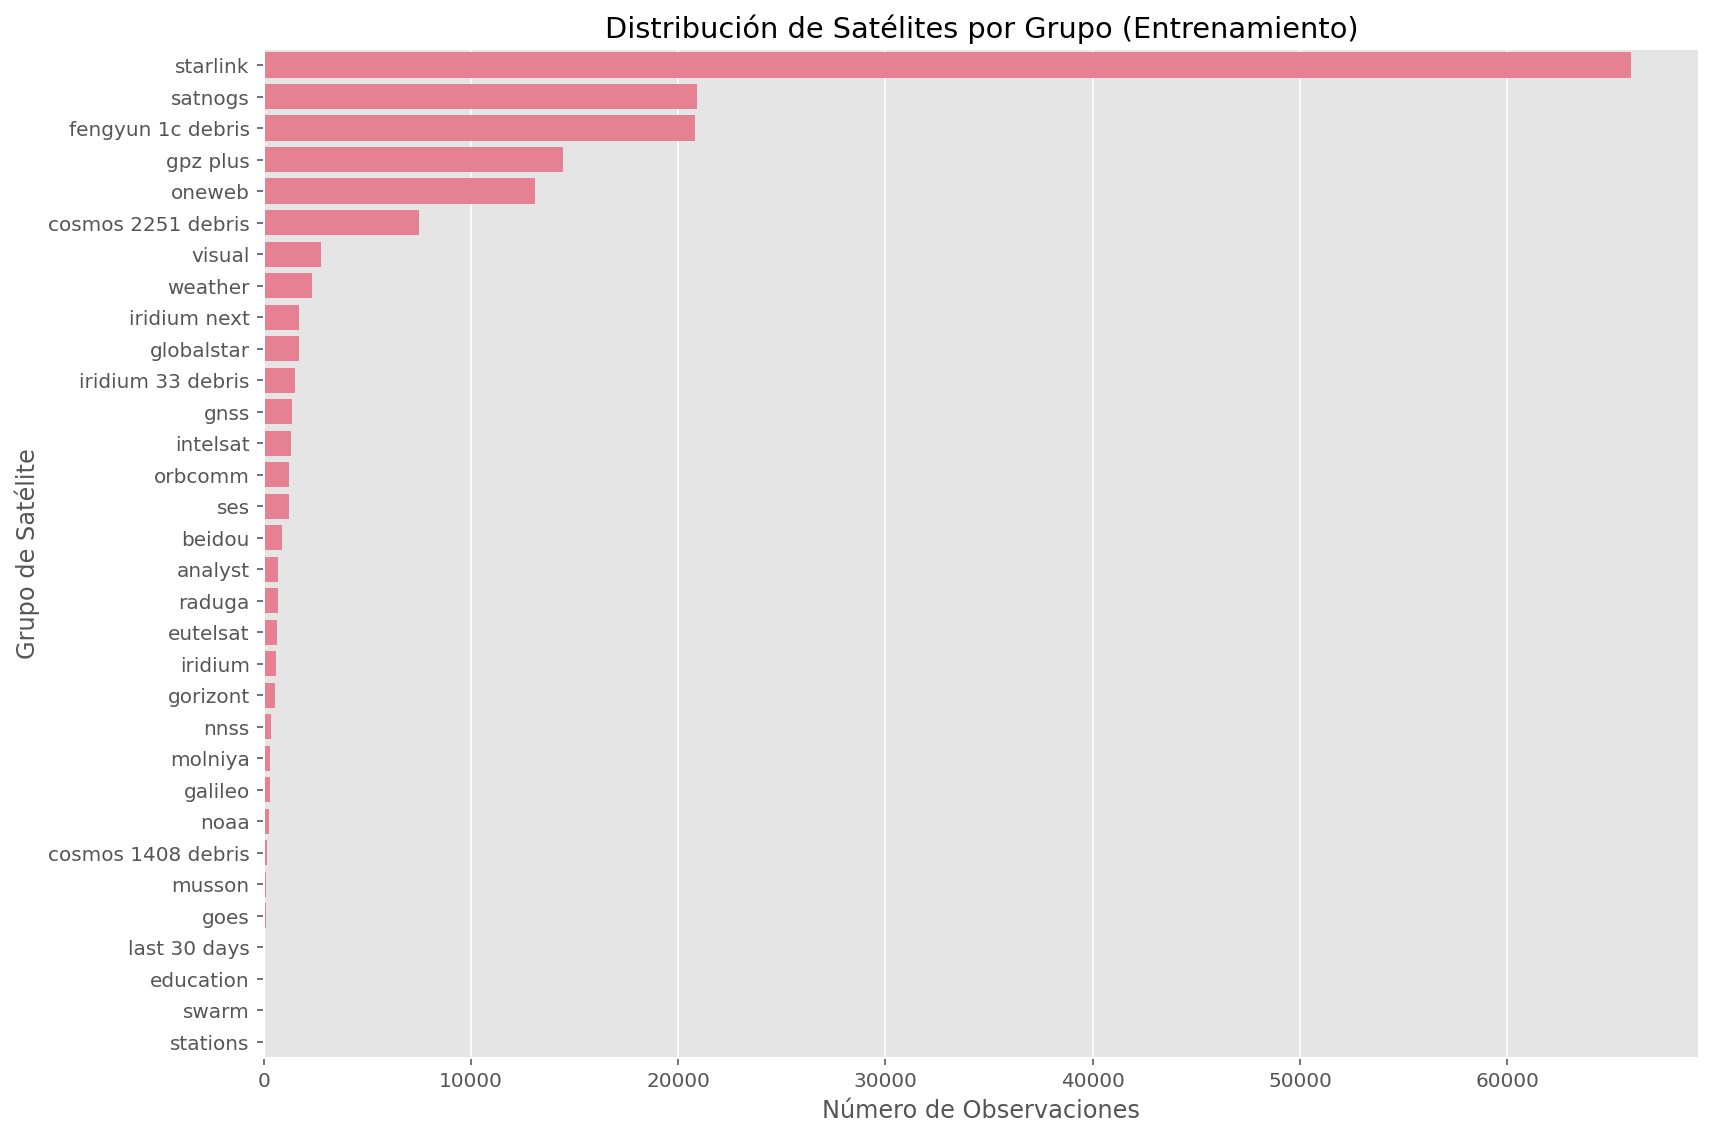 Distribución de Satélites por Grupo (Entrenamiento)
Grupo de Satélite
starlink
satnogs
fengyun 1c debris
gpz plus
oneweb
cosmos 2251 debris
visual
weather
iridium next
globalstar
iridium 33 debris
gnss
intelsat
orbcomm
ses
beidou
analyst
raduga
eutelsat
iridium
gorizont
nnss
molniya
galileo
noaa
cosmos 1408 debris
musson
goes
last 30 days
education
swarm
stations
0 10000 20000 30000 40000 50000 60000
Número de Observaciones